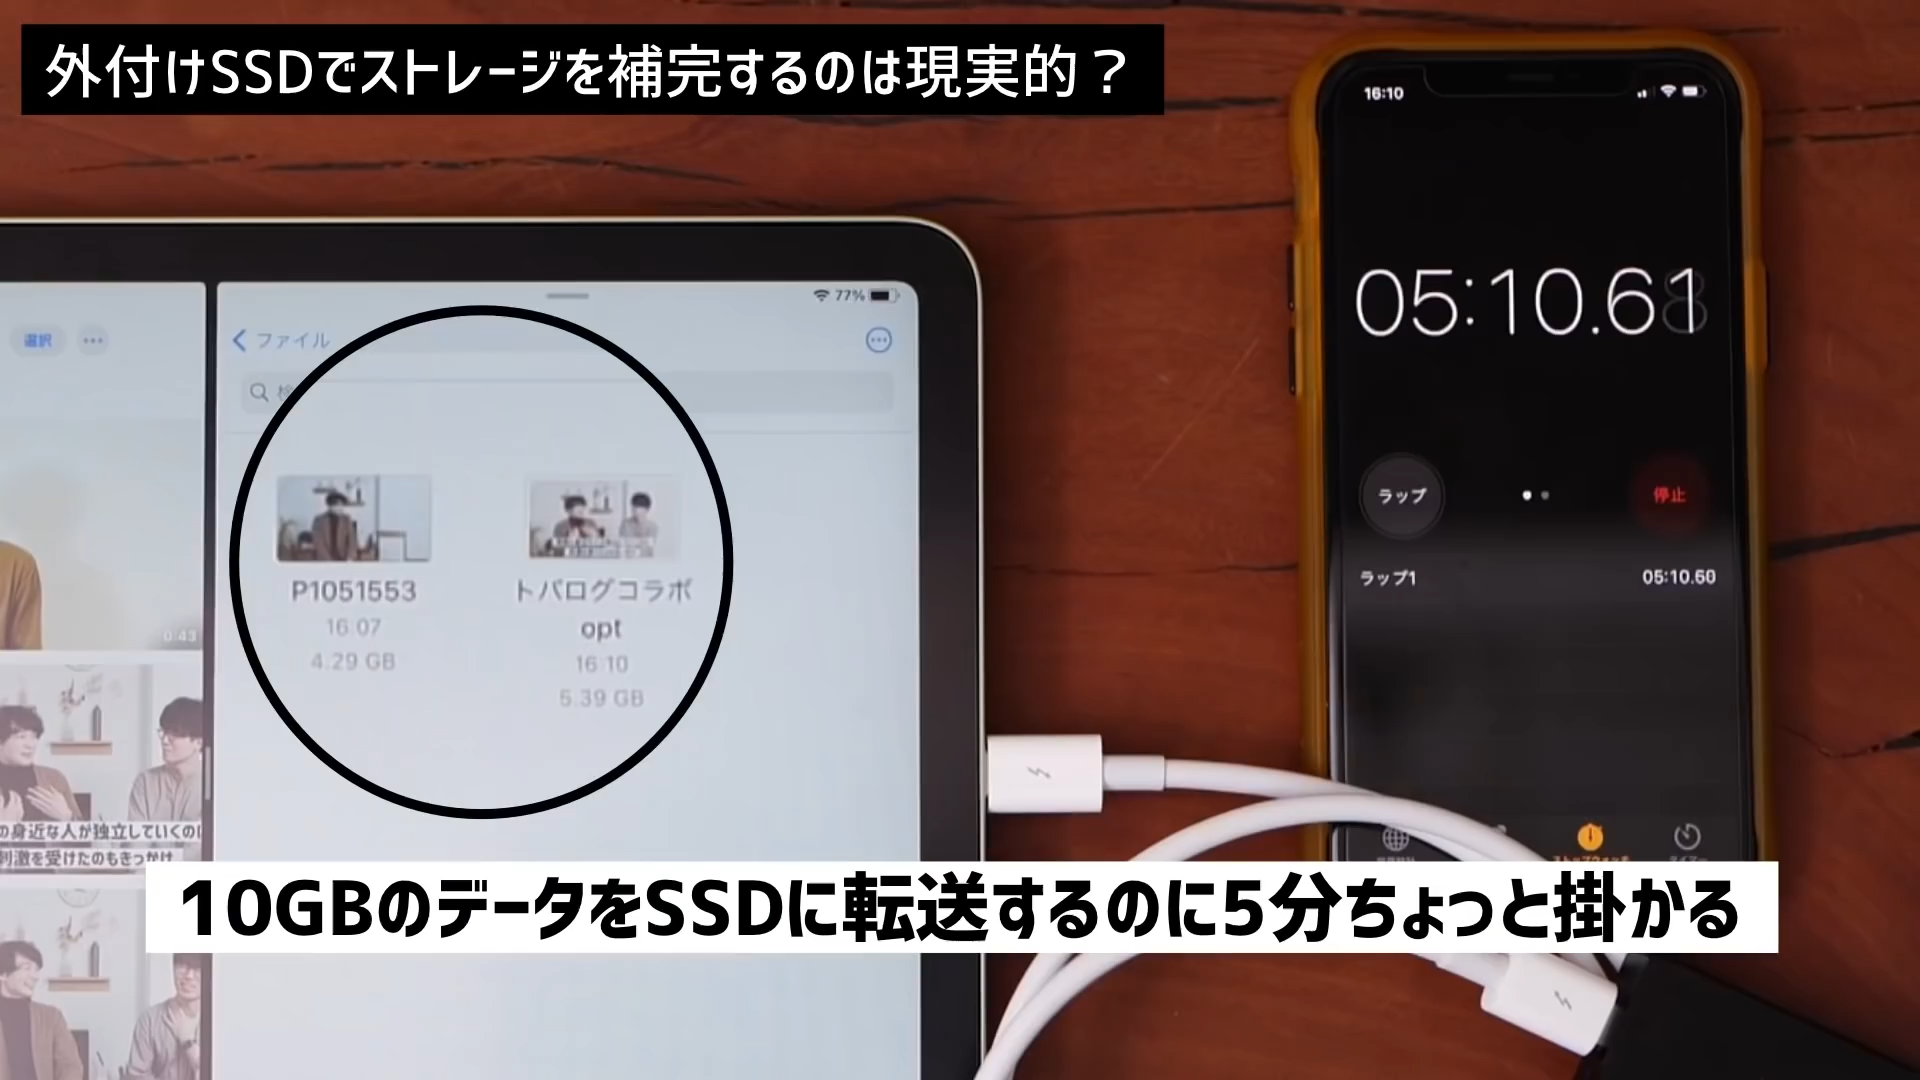 外付けSSDでストレージを補完するのは現実的？
16:10
05:10.61
ラップ
停止
ラップ1
05:10.60
77%
選択
ファイル
P1051553
16:07
4.29 GB
トバログコラボ
opt
16:10
5.39 GB
0:43
の身近な人が独立していくのに
刺激を受けたのもきっかけ
10GBのデータをSSDに転送するのに5分ちょっと掛かる